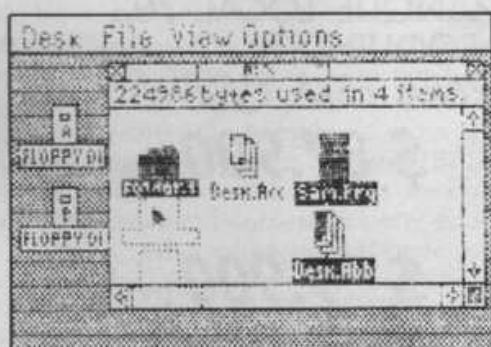 Desk File View Options
A:\
224986 bytes used in 4 items.
A
FLOPPY DI
FLOPPY DI
Desk.Acc
Desk.Abb